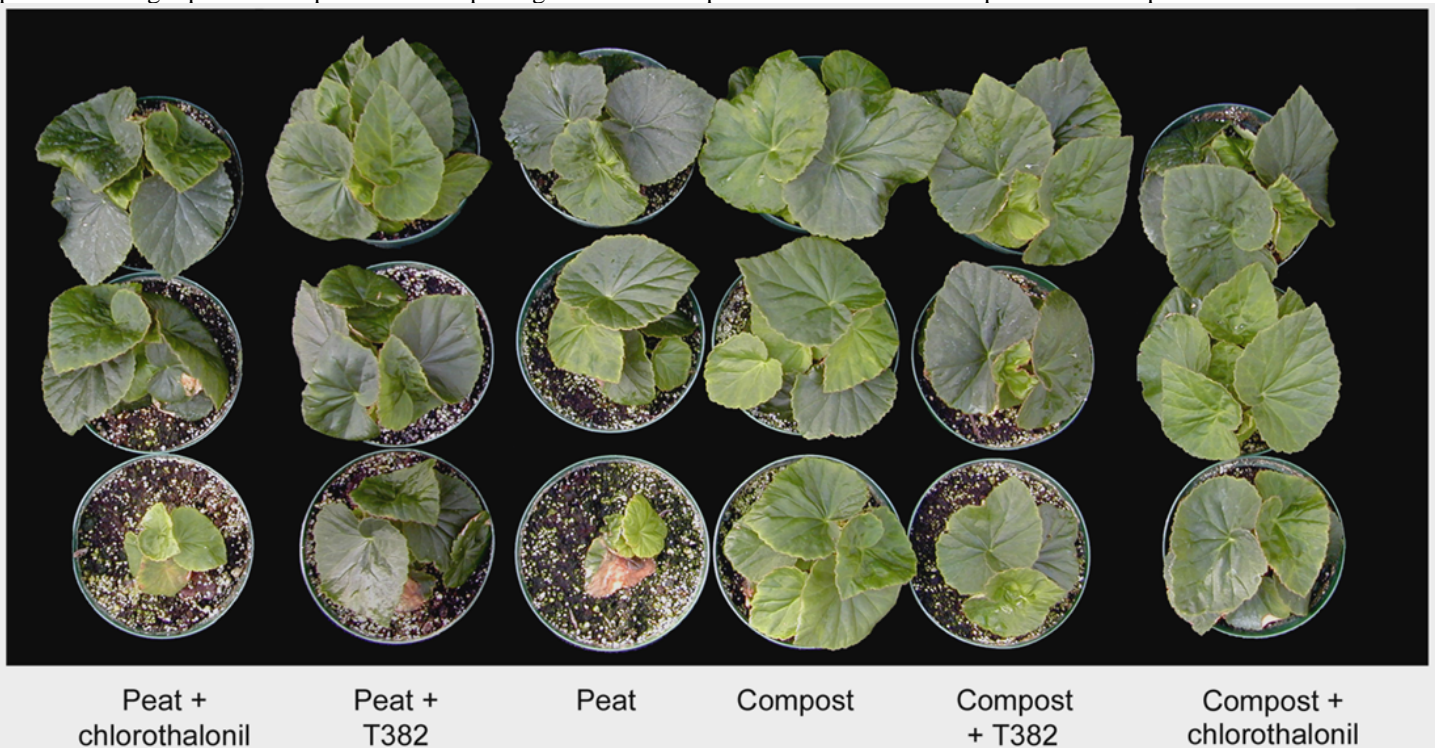 Peat + chlorothalonil
Peat + T382
Peat
Compost
Compost + T382
Compost + chlorothalonil